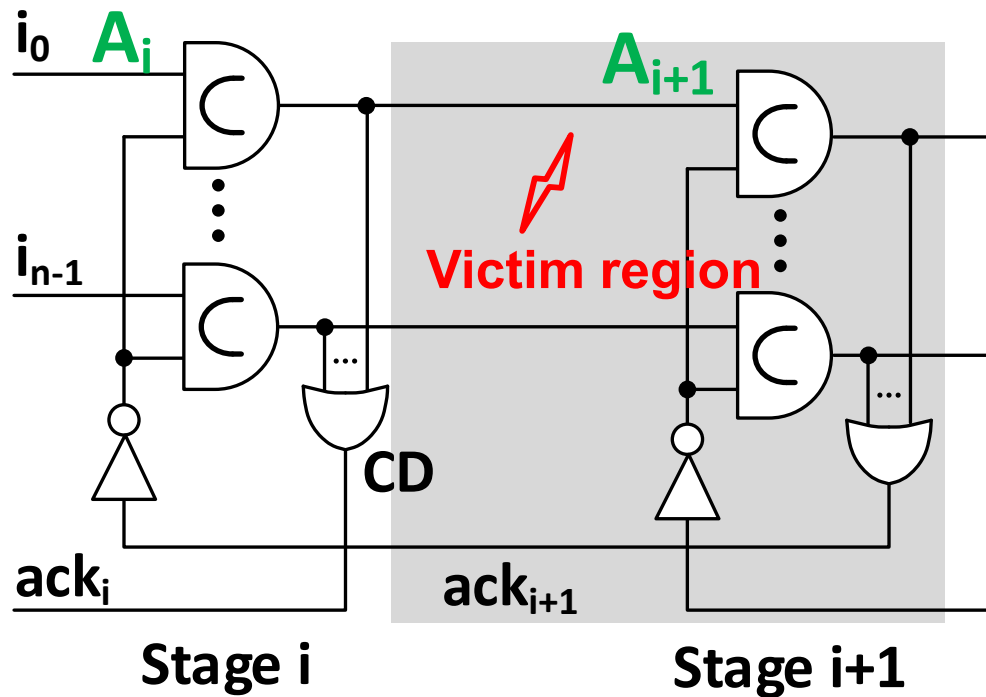 i0
Ai
Ai+1
Victim region
in-1
...
...
CD
acki
acki+1
Stage i
Stage i+1